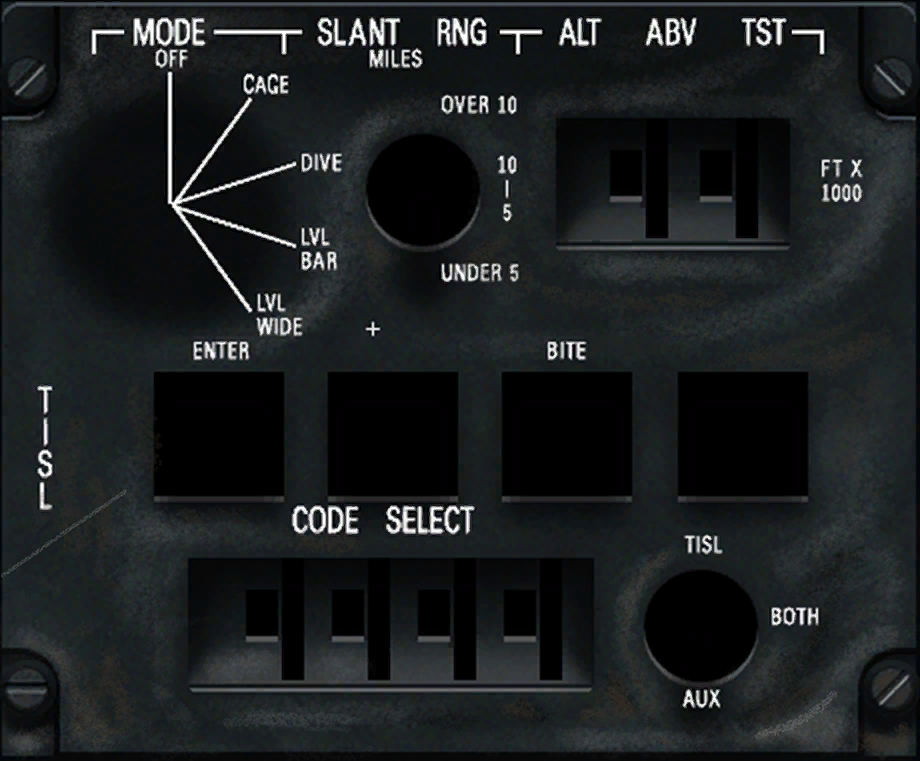 MODE SLANT RNG ALT ABV TST
OFF MILES
CAGE
OVER 10
DIVE
10
|
5
FT X
1000
LVL
BAR
UNDER 5
LVL
WIDE
+
ENTER BITE
TISL
CODE SELECT
TISL
BOTH
AUX